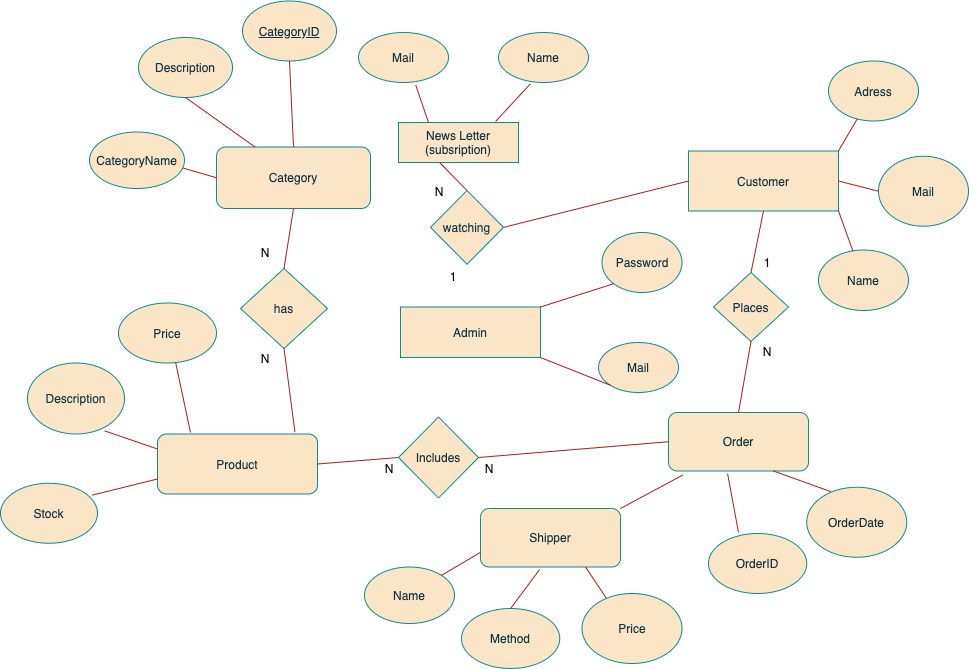 CategoryID
Description
CategoryName
Category
Mail
Name
News Letter
(subsription)
N
watching
1
Adress
Customer
Mail
Name
N
has
N
Password
Admin
Mail
1
Places
N
Price
Description
Product
Stock
N
Includes
N
Order
Shipper
OrderDate
OrderID
Name
Method
Price